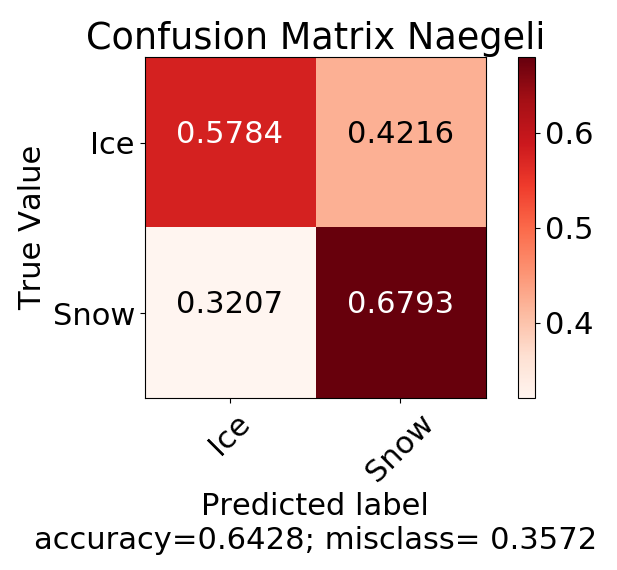 Confusion Matrix Naegeli
True Value
Ice
0.5784
0.4216
0.6
0.5
Snow
0.3207
0.6793
0.4
Ice
Snow
Predicted label
accuracy=0.6428; misclass= 0.3572